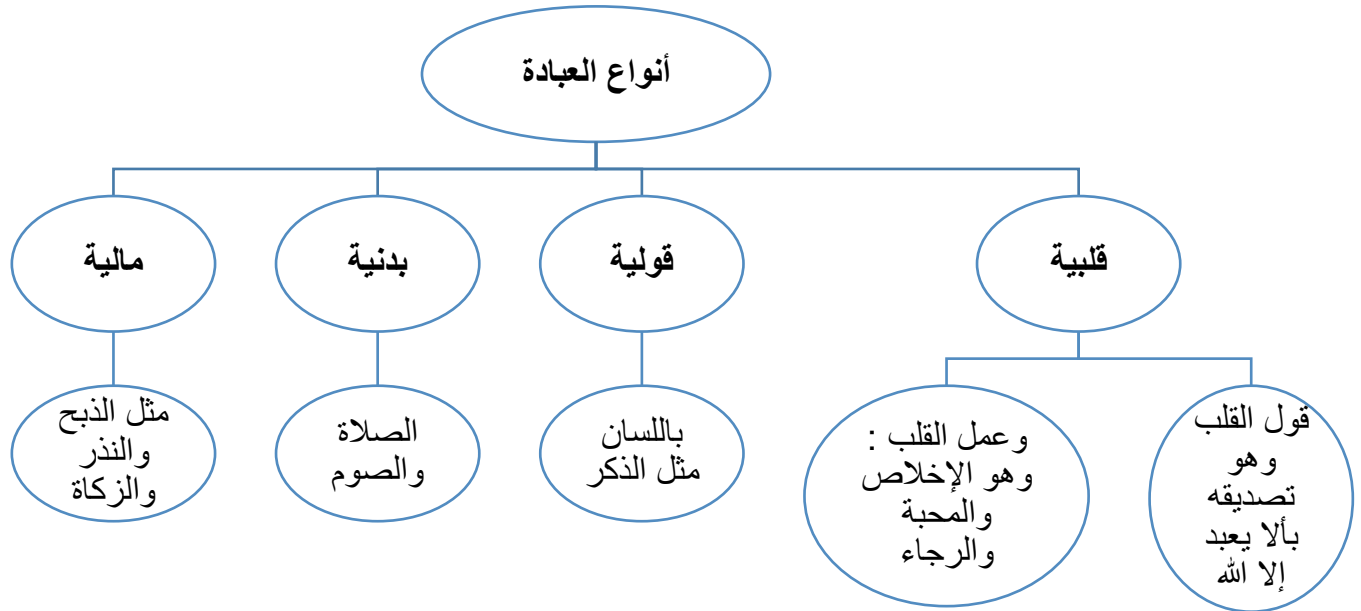 أنواع العبادة
قلبية
قولية
بدنية
مالية
قول القلب
وهو
تصديقه
بألا يعبد
إلا الله
وعمل القلب :
وهو الإخلاص
والمحبة
والرجاء
باللسان
مثل الذكر
الصلاة
والصوم
مثل الذبح
والنذر
والزكاة